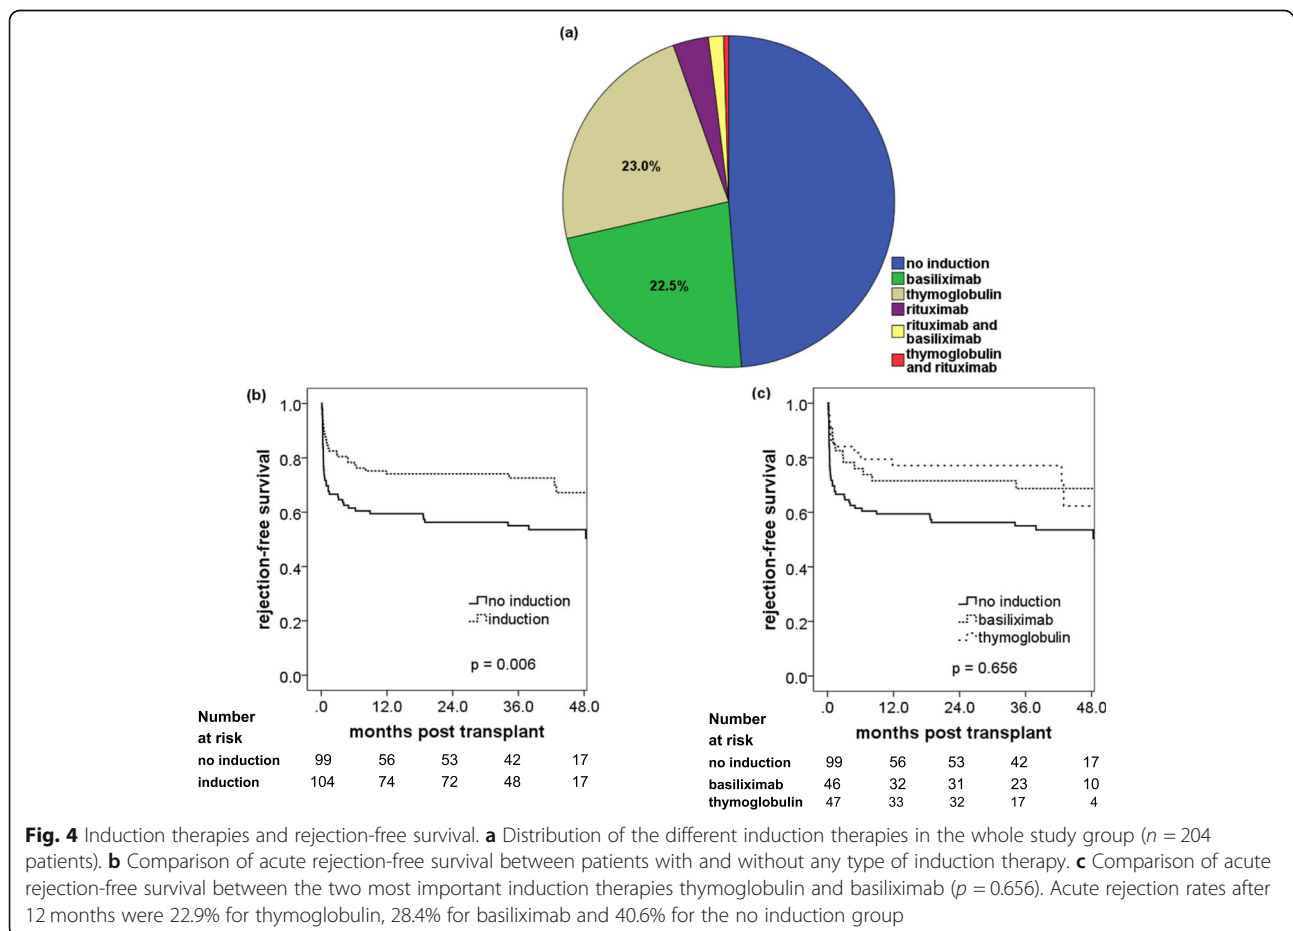 (a)
23.0%
22.5%
no induction
basiliximab
thymoglobulin
rituximab
rituximab and
basiliximab
thymoglobulin
and rituximab
(b)
1.0
0.8
0.6
0.4
0.2
0.0
rejection-free survival
no induction
induction
p = 0.006
.0 12.0 24.0 36.0 48.0
months post transplant
Number
at risk
no induction 99 56 53 42 17
induction 104 74 72 48 17
(c)
1.0
0.8
0.6
0.4
0.2
0.0
rejection-free survival
no induction
basiliximab
thymoglobulin
p = 0.656
.0 12.0 24.0 36.0 48.0
months post transplant
Number
at risk
no induction 99 56 53 42 17
basiliximab 46 32 31 23 10
thymoglobulin 47 33 32 17 4
Fig. 4 Induction therapies and rejection-free survival. a Distribution of the different induction therapies in the whole study group (n = 204
patients). b Comparison of acute rejection-free survival between patients with and without any type of induction therapy. c Comparison of acute
rejection-free survival between the two most important induction therapies thymoglobulin and basiliximab (p = 0.656). Acute rejection rates after
12 months were 22.9% for thymoglobulin, 28.4% for basiliximab and 40.6% for the no induction group